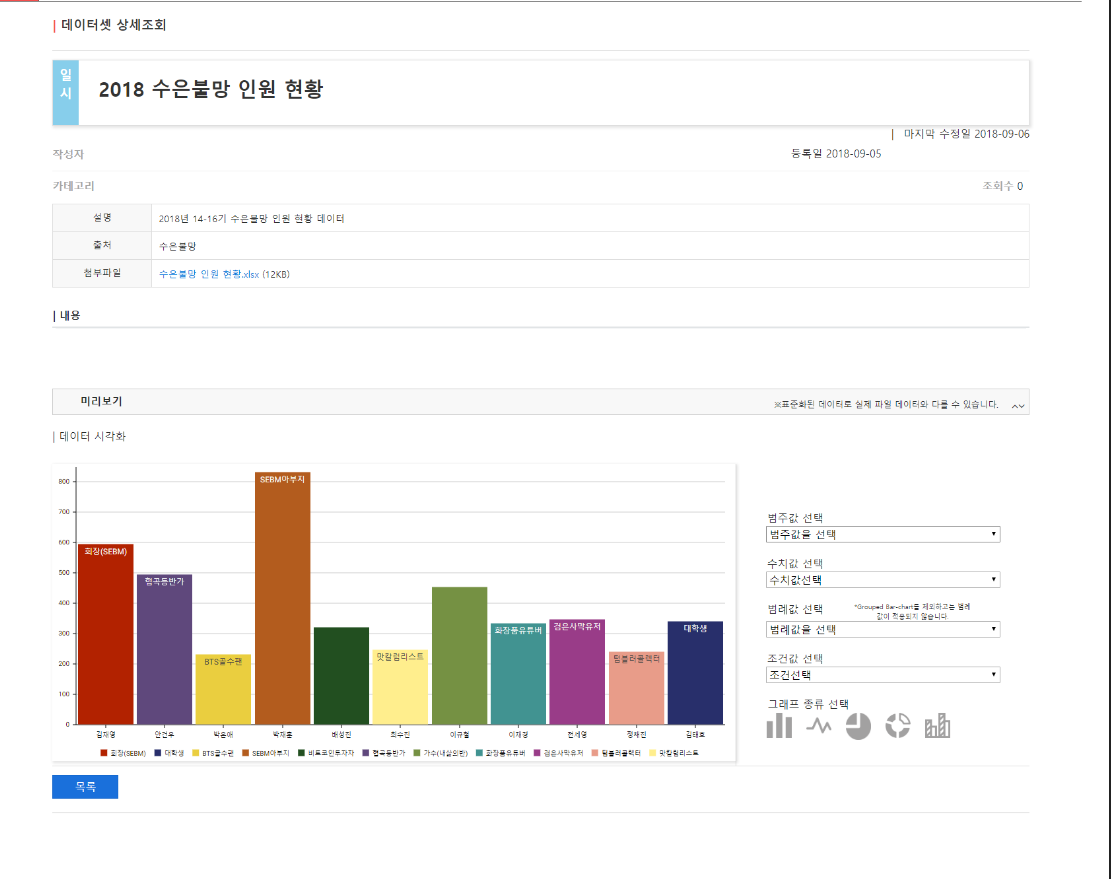 | 데이터셋 상세조회
일시
2018 수은불망 인원 현황
| 마지막 수정일 2018-09-06
작성자
등록일 2018-09-05
카테고리
조회수 0
설명 2018년 14-16기 수은불망 인원 현황 데이터
출처 수은불망
첨부파일 수은불망 인원 현황.xlsx (12KB)
| 내용
미리보기
※표준화된 데이터로 실제 파일 데이터와 다를 수 있습니다.
| 데이터 시각화
800
700
600
500
400
300
200
100
0
회장(SEBM)
형곡동반가
BTS골수팬
SEBM아부지
맛칼럼리스트
화장품유튜버
검은사막유저
텀블러콜렉터
대학생
김재영 안건우 박은애 박재훈 배성진 최수진 이규철 이재경 전세영 정재진 김태호
회장(SEBM) 대학생 BTS골수팬 SEBM아부지 비트코인투자자 형곡동반가 가수(내삶의반) 화장품유튜버 검은사막유저 텀블러콜렉터 맛칼럼리스트
범주값 선택
범주값을 선택
수치값 선택
수치값선택
범례값 선택
*Grouped Bar-chart를 제외하고는 범례
값이 적용되지 않습니다.
범례값을 선택
조건값 선택
조건선택
그래프 종류 선택
목록